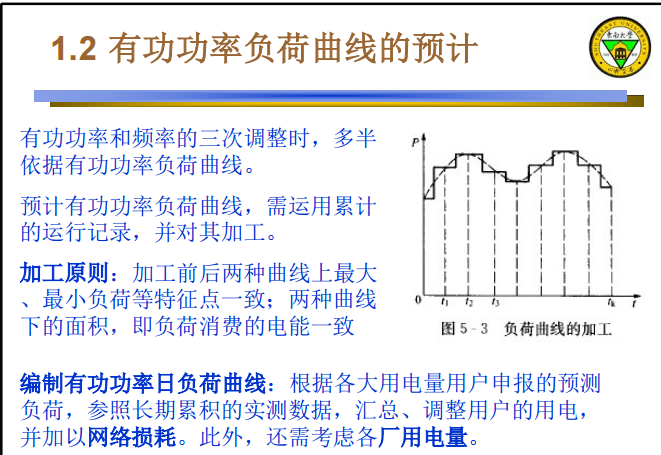 1.2 有功功率负荷曲线的预计
東南大學
有功功率和频率的三次调整时，多半
依据有功功率负荷曲线。
预计有功功率负荷曲线，需运用累计
的运行记录，并对其加工。
加工原则：加工前后两种曲线上最大
、最小负荷等特征点一致；两种曲线
下的面积，即负荷消费的电能一致
P
0 t1 t2 t3 tk t
图5-3 负荷曲线的加工
编制有功功率日负荷曲线：根据各大用电量用户申报的预测
负荷，参照长期累积的实测数据，汇总、调整用户的用电，
并加以网络损耗。此外，还需考虑各厂用电量。